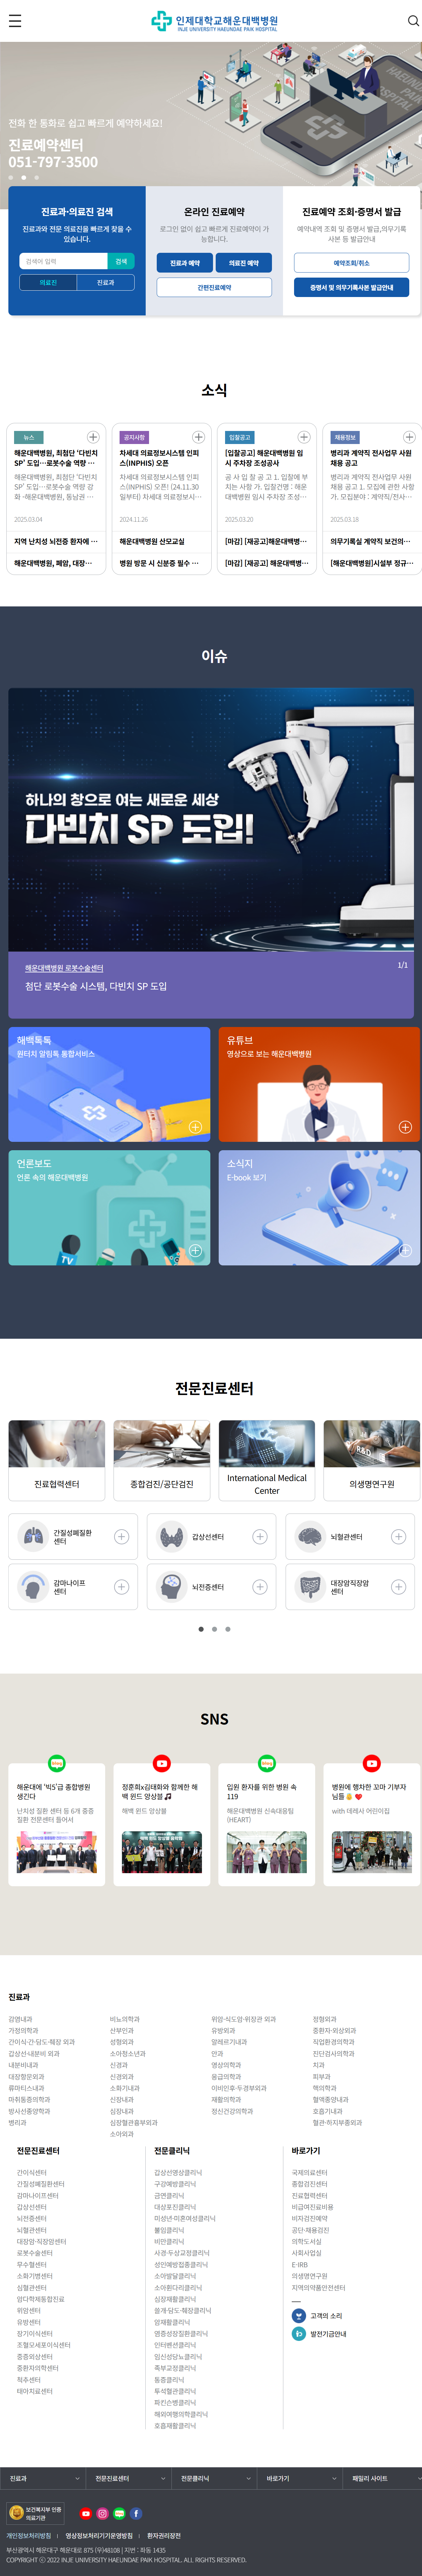 인제대학교해운대백병원
INJE UNIVERSITY HAEUNDAE PAIK HOSPITAL
전화 한 통화로 쉽고 빠르게 예약하세요!
진료예약센터
051-797-3500
진료과·의료진 검색
진료과와 전문 의료진을 빠르게 찾을 수
있습니다.
검색어 입력
검색
의료진
진료과
온라인 진료예약
로그인 없이 쉽고 빠르게 진료예약이 가
능합니다.
진료과 예약
의료진 예약
간편진료예약
진료예약 조회·증명서 발급
예약내역 조회 및 증명서 발급,의무기록
사본 등 발급안내
예약조회/취소
증명서 및 의무기록사본 발급안내
소식
뉴스
해운대백병원, 최첨단 ‘다빈치
SP’ 도입…로봇수술 역량 …
해운대백병원, 최첨단 ‘다빈치
SP’ 도입…로봇수술 역량 강
화 -해운대백병원, 동남권 …
2025.03.04
지역 난치성 뇌전증 환자에 …
해운대백병원, 폐암, 대장…
공지사항
차세대 의료정보시스템 인피
스(INPHIS) 오픈
차세대 의료정보시스템 인피
스(INPHIS) 오픈! (24.11.30
일부터) 차세대 의료정보시…
2024.11.26
해운대백병원 산모교실
병원 방문 시 신분증 필수 …
입찰공고
[입찰공고] 해운대백병원 임
시 주차장 조성공사
공 사 입 찰 공 고 1. 입찰에 부
치는 사항 가. 입찰건명 : 해운
대백병원 임시 주차장 조성…
2025.03.20
[마감] [재공고]해운대백병…
[마감] [재공고] 해운대백병…
채용정보
병리과 계약직 전사업무 사원
채용 공고
병리과 계약직 전사업무 사원
채용 공고 1. 모집에 관한 사항
가. 모집분야 : 계약직/전사…
2025.03.18
의무기록실 계약직 보건의…
[해운대백병원]시설부 정규…
이슈
하나의 창으로 여는 새로운 세상
다빈치 SP 도입!
해운대백병원 로봇수술센터
1/1
첨단 로봇수술 시스템, 다빈치 SP 도입
해백톡톡
원터치 알림톡 통합서비스
유튜브
영상으로 보는 해운대백병원
언론보도
언론 속의 해운대백병원
TV
소식지
E-book 보기
전문진료센터
진료협력센터
종합검진/공단검진
International Medical
Center
R&D
의생명연구원
간질성폐질환
센터
갑상선센터
뇌혈관센터
감마나이프
센터
뇌전증센터
대장암직장암
센터
SNS
해운대에 ‘빅5’급 종합병원
생긴다
난치성 질환 센터 등 6개 중증
질환 전문센터 들어서
정훈희x김태화와 함께한 해
백 윈드 앙상블🎵
해백 윈드 앙상블
입원 환자를 위한 병원 속
119
해운대백병원 신속대응팀
(HEART)
병원에 행차한 꼬마 기부자
님들
with 데레사 어린이집
진료과
감염내과
가정의학과
간이식·간·담도·췌장 외과
갑상선·내분비 외과
내분비내과
대장항문외과
류마티스내과
마취통증의학과
방사선종양학과
병리과
비뇨의학과
산부인과
성형외과
소아청소년과
신경과
신경외과
소화기내과
신장내과
심장내과
심장혈관흉부외과
소아외과
위암·식도암·위장관 외과
유방외과
알레르기내과
안과
영상의학과
응급의학과
이비인후·두경부외과
재활의학과
정신건강의학과
정형외과
중환자·외상외과
직업환경의학과
진단검사의학과
치과
피부과
핵의학과
혈액종양내과
호흡기내과
혈관·하지부종외과
전문진료센터
간이식센터
간질성폐질환센터
감마나이프센터
갑상선센터
뇌전증센터
뇌혈관센터
대장암·직장암센터
로봇수술센터
무수혈센터
소화기병센터
심혈관센터
암다학제통합진료
위암센터
유방센터
장기이식센터
조혈모세포이식센터
중증외상센터
중환자의학센터
척추센터
태아치료센터
전문클리닉
갑상선영상클리닉
구강예방클리닉
금연클리닉
대상포진클리닉
미성년·미혼여성클리닉
불임클리닉
비만클리닉
사경·두상교정클리닉
성인예방접종클리닉
소아발달클리닉
소아휜다리클리닉
심장재활클리닉
쓸개·담도·췌장클리닉
암재활클리닉
염증성장질환클리닉
인터벤션클리닉
임신성당뇨클리닉
족부교정클리닉
통증클리닉
투석혈관클리닉
파킨슨병클리닉
해외여행의학클리닉
호흡재활클리닉
바로가기
국제의료센터
종합검진센터
진료협력센터
비급여진료비용
비자검진예약
공단·채용검진
의학도서실
사회사업실
E-IRB
의생명연구원
지역의약품안전센터
고객의 소리
발전기금안내
진료과
전문진료센터
전문클리닉
바로가기
패밀리 사이트
보건복지부 인증
의료기관
개인정보처리방침
영상정보처리기기운영방침
환자권리장전
부산광역시 해운대구 해운대로 875 (우)48108 | 지번 : 좌동 1435
COPYRIGHT ⓒ 2022 INJE UNIVERSITY HAEUNDAE PAIK HOSPITAL. ALL RIGHTS RESERVED.